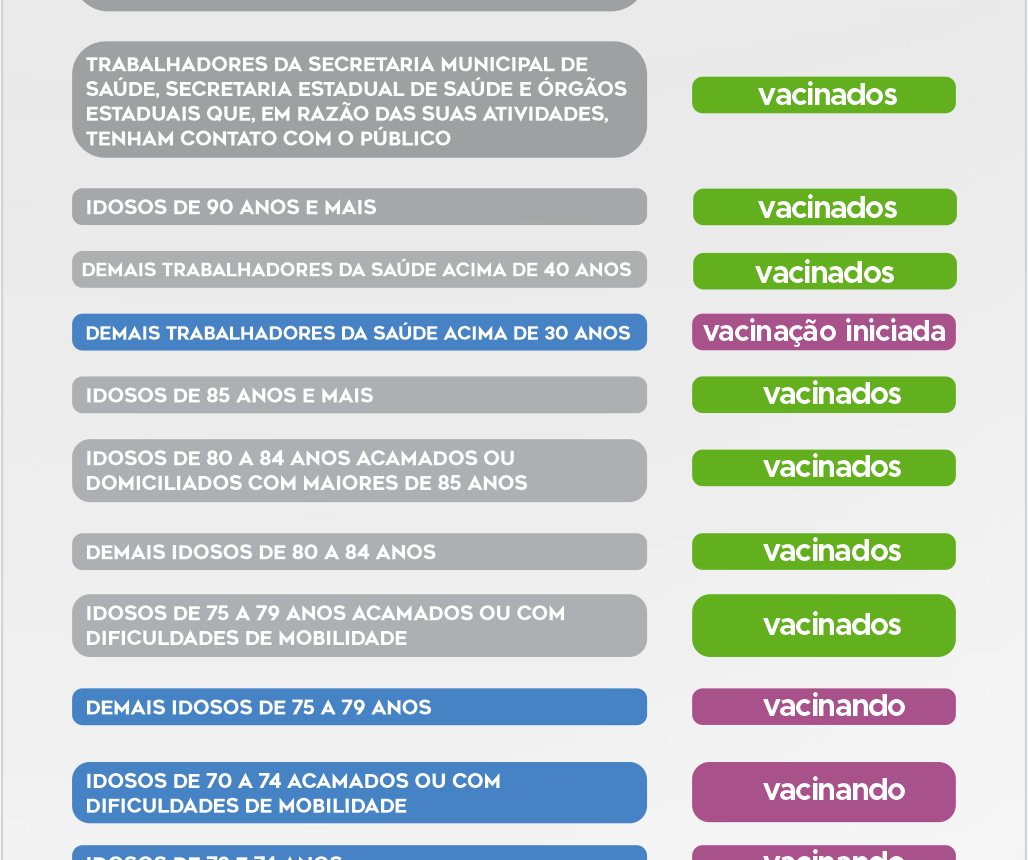 TRABALHADORES DA SECRETARIA MUNICIPAL DE
SAÚDE, SECRETARIA ESTADUAL DE SAÚDE E ÓRGÃOS
ESTADUAIS QUE, EM RAZÃO DAS SUAS ATIVIDADES,
TENHAM CONTATO COM O PÚBLICO
vacinados
IDOSOS DE 90 ANOS E MAIS
vacinados
DEMAIS TRABALHADORES DA SAÚDE ACIMA DE 40 ANOS
vacinados
DEMAIS TRABALHADORES DA SAÚDE ACIMA DE 30 ANOS
vacinação iniciada
IDOSOS DE 85 ANOS E MAIS
vacinados
IDOSOS DE 80 A 84 ANOS ACAMADOS OU
DOMICILIADOS COM MAIORES DE 85 ANOS
vacinados
DEMAIS IDOSOS DE 80 A 84 ANOS
vacinados
IDOSOS DE 75 A 79 ANOS ACAMADOS OU COM
DIFICULDADES DE MOBILIDADE
vacinados
DEMAIS IDOSOS DE 75 A 79 ANOS
vacinando
IDOSOS DE 70 A 74 ACAMADOS OU COM
DIFICULDADES DE MOBILIDADE
vacinando
IDOSOS DE 74 ANOS
vacinando